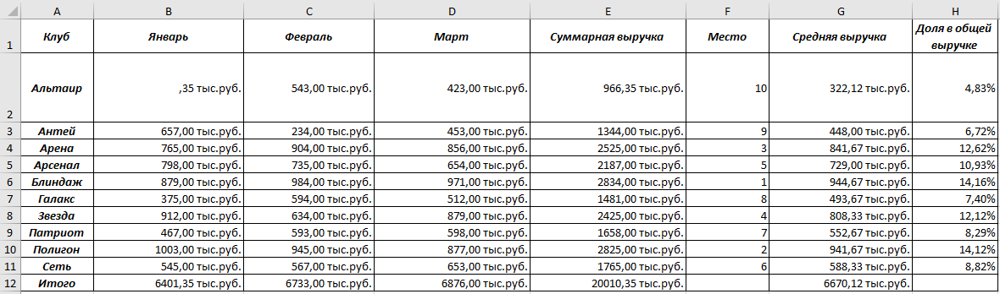 A B C D E F G H
1 Клуб Январь Февраль Март Суммарная выручка Место Средняя выручка Доля в общей выручке
2 Альтаир ,35 тыс.руб. 543,00 тыс.руб. 423,00 тыс.руб. 966,35 тыс.руб. 10 322,12 тыс.руб. 4,83%
3 Антей 657,00 тыс.руб. 234,00 тыс.руб. 453,00 тыс.руб. 1344,00 тыс.руб. 9 448,00 тыс.руб. 6,72%
4 Арена 765,00 тыс.руб. 904,00 тыс.руб. 856,00 тыс.руб. 2525,00 тыс.руб. 3 841,67 тыс.руб. 12,62%
5 Арсенал 798,00 тыс.руб. 735,00 тыс.руб. 654,00 тыс.руб. 2187,00 тыс.руб. 5 729,00 тыс.руб. 10,93%
6 Блиндаж 879,00 тыс.руб. 984,00 тыс.руб. 971,00 тыс.руб. 2834,00 тыс.руб. 1 944,67 тыс.руб. 14,16%
7 Галакс 375,00 тыс.руб. 594,00 тыс.руб. 512,00 тыс.руб. 1481,00 тыс.руб. 8 493,67 тыс.руб. 7,40%
8 Звезда 912,00 тыс.руб. 634,00 тыс.руб. 879,00 тыс.руб. 2425,00 тыс.руб. 4 808,33 тыс.руб. 12,12%
9 Патриот 467,00 тыс.руб. 593,00 тыс.руб. 598,00 тыс.руб. 1658,00 тыс.руб. 7 552,67 тыс.руб. 8,29%
10 Полигон 1003,00 тыс.руб. 945,00 тыс.руб. 877,00 тыс.руб. 2825,00 тыс.руб. 2 941,67 тыс.руб. 14,12%
11 Сеть 545,00 тыс.руб. 567,00 тыс.руб. 653,00 тыс.руб. 1765,00 тыс.руб. 6 588,33 тыс.руб. 8,82%
12 Итого 6401,35 тыс.руб. 6733,00 тыс.руб. 6876,00 тыс.руб. 20010,35 тыс.руб. 6670,12 тыс.руб.